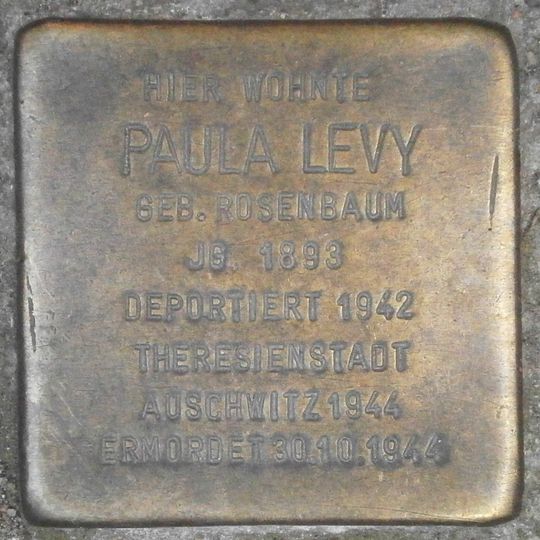 HIER WOHNTE
PAULA LEVY
GEB. ROSENBAUM
JG. 1893
DEPORTIERT 1942
THERESIENSTADT
AUSCHWITZ 1944
ERMORDET 30.10.1944